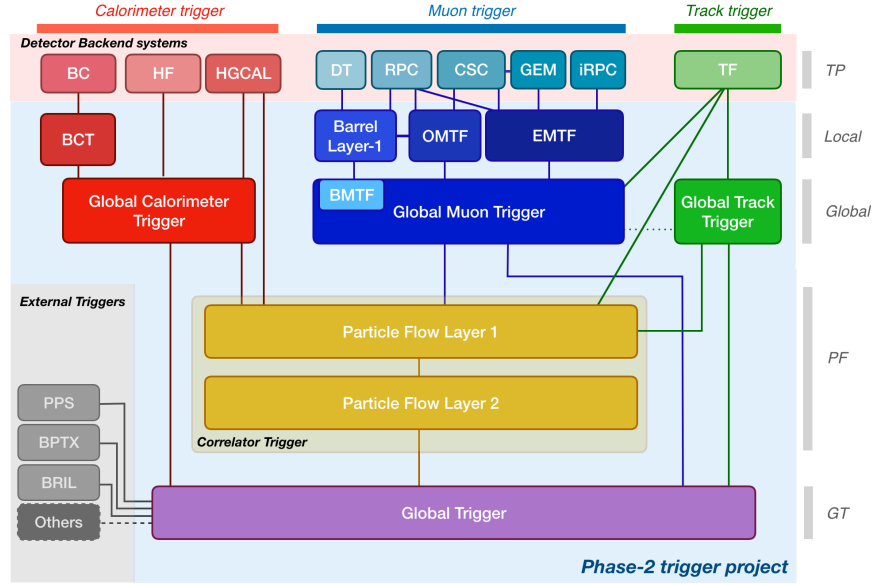 Calorimeter trigger
Muon trigger
Track trigger
Detector Backend systems
BC
HF
HGCAL
DT
RPC
CSC
GEM
iRPC
TF
TP
BCT
Barrel
Layer-1
OMTF
EMTF
Local
Global Calorimeter
Trigger
BMTF
Global Muon Trigger
Global Track
Trigger
Global
External Triggers
Particle Flow Layer 1
PF
Particle Flow Layer 2
Correlator Trigger
PPS
BPTX
BRIL
Others
Global Trigger
GT
Phase-2 trigger project